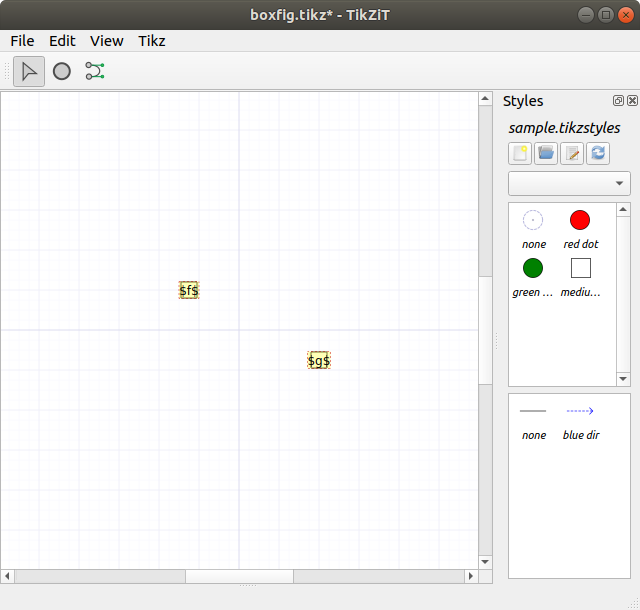 boxfig.tikz* - TikZiT
File Edit View Tikz
Styles
sample.tikzstyles
none red dot
green ... mediu...
$f$
$g$
none blue dir